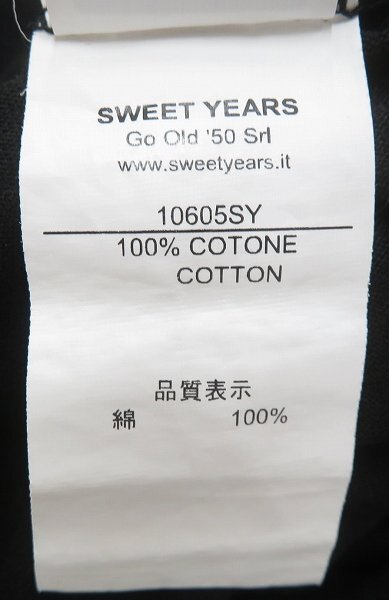 SWEET YEARS
Go Old '50 Srl
www.sweetyears.it
10605SY
100% COTONE
COTTON
品質表示
綿 100%